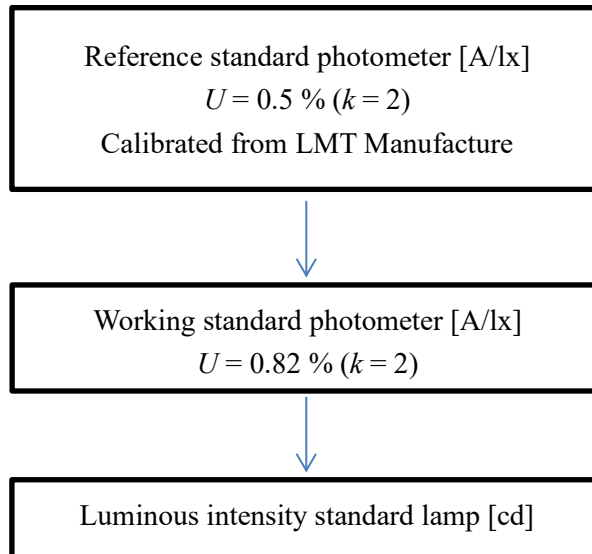 Reference standard photometer [A/lx]
U = 0.5 % (k = 2)
Calibrated from LMT Manufacture
Working standard photometer [A/lx]
U = 0.82 % (k = 2)
Luminous intensity standard lamp [cd]